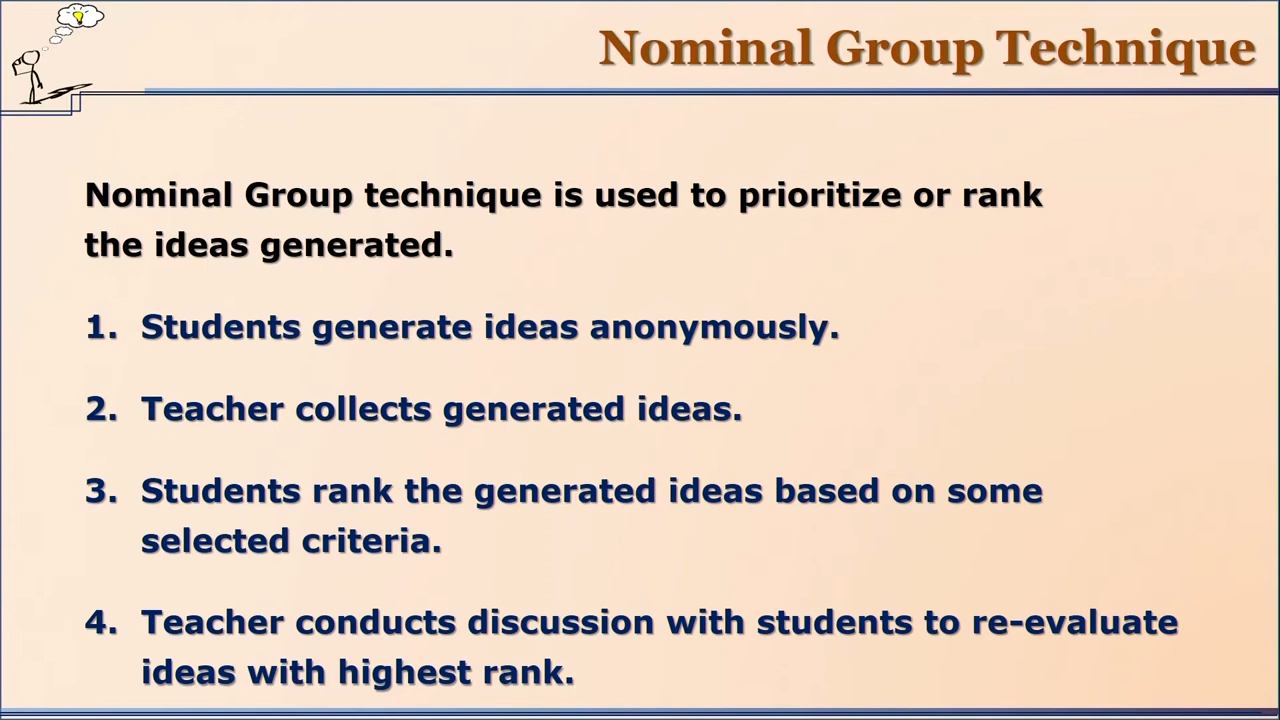 Nominal Group Technique
Nominal Group technique is used to prioritize or rank
the ideas generated.
1. Students generate ideas anonymously.
2. Teacher collects generated ideas.
3. Students rank the generated ideas based on some
selected criteria.
4. Teacher conducts discussion with students to re-evaluate
ideas with highest rank.